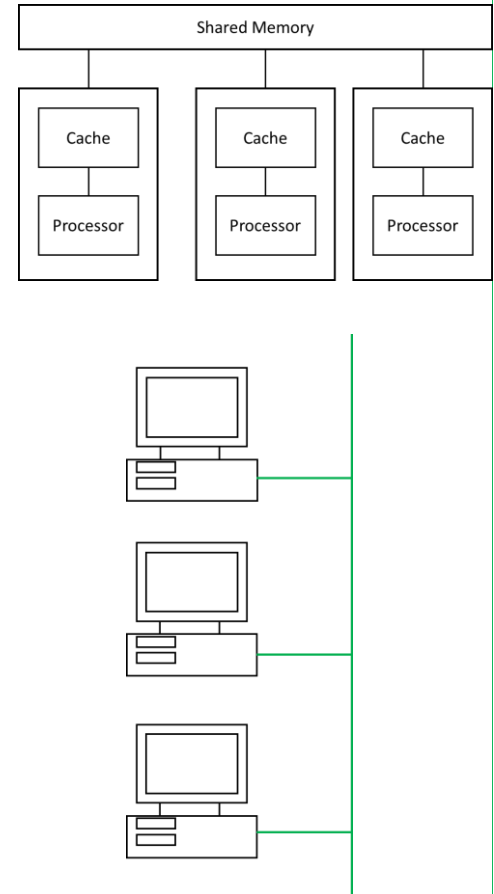 Shared Memory
Cache
Cache
Cache
Processor
Processor
Processor